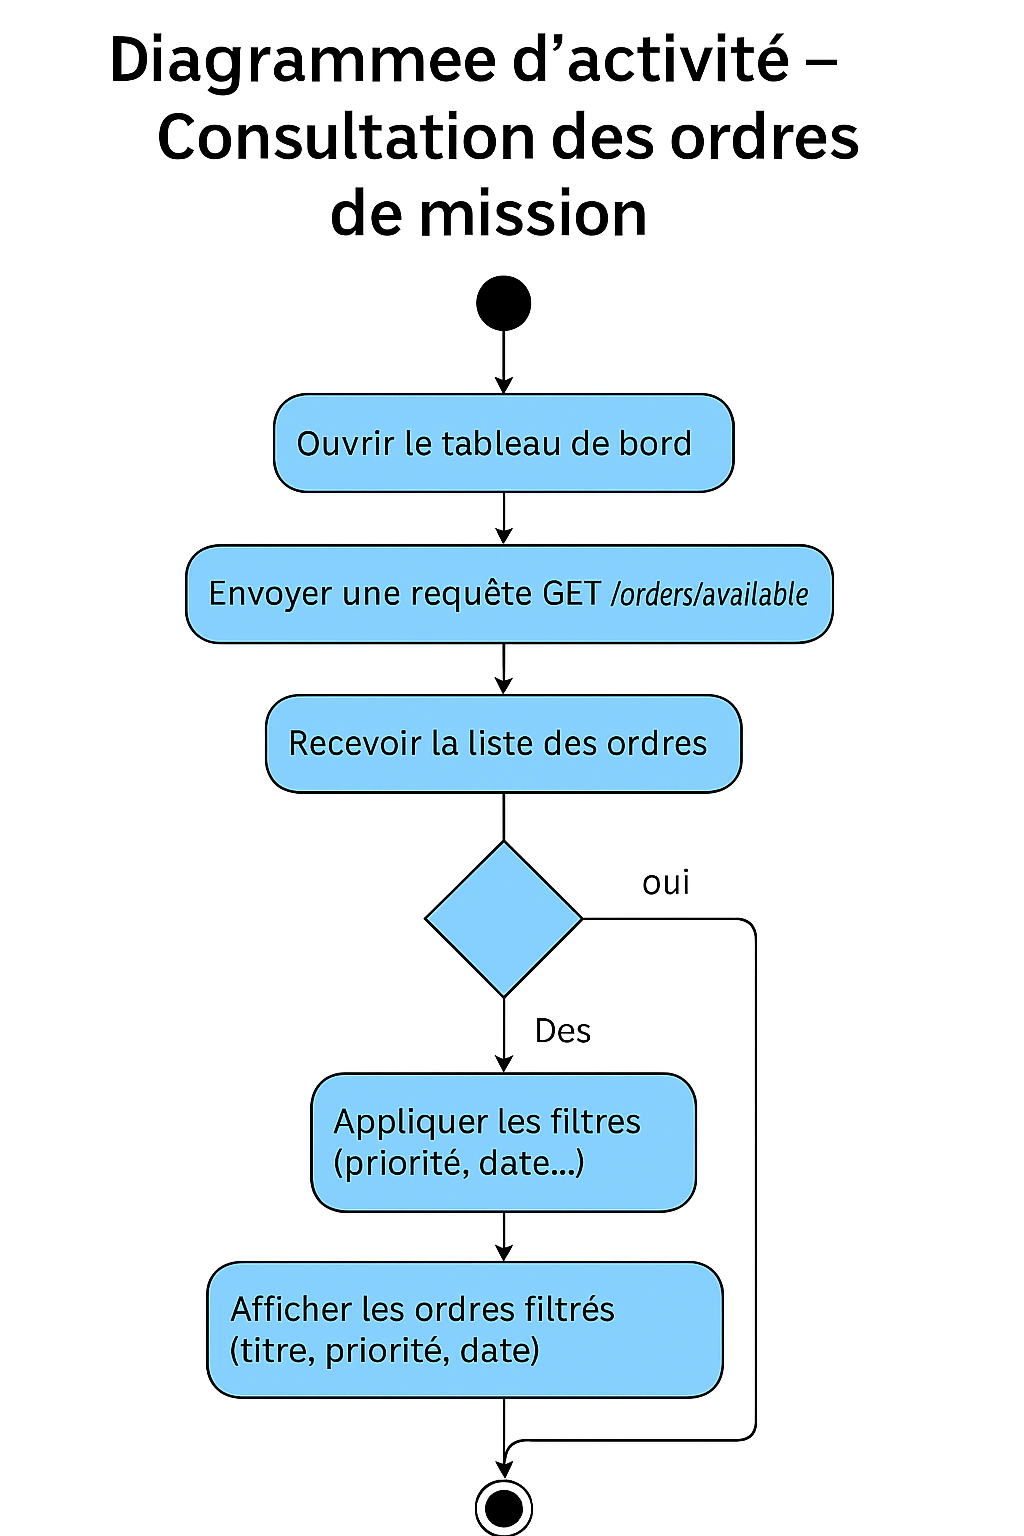 Diagrammee d’activité –
Consultation des ordres
de mission
Ouvrir le tableau de bord
Envoyer une requête GET /orders/available
Recevoir la liste des ordres
oui
Des
Appliquer les filtres
(priorité, date...)
Afficher les ordres filtrés
(titre, priorité, date)